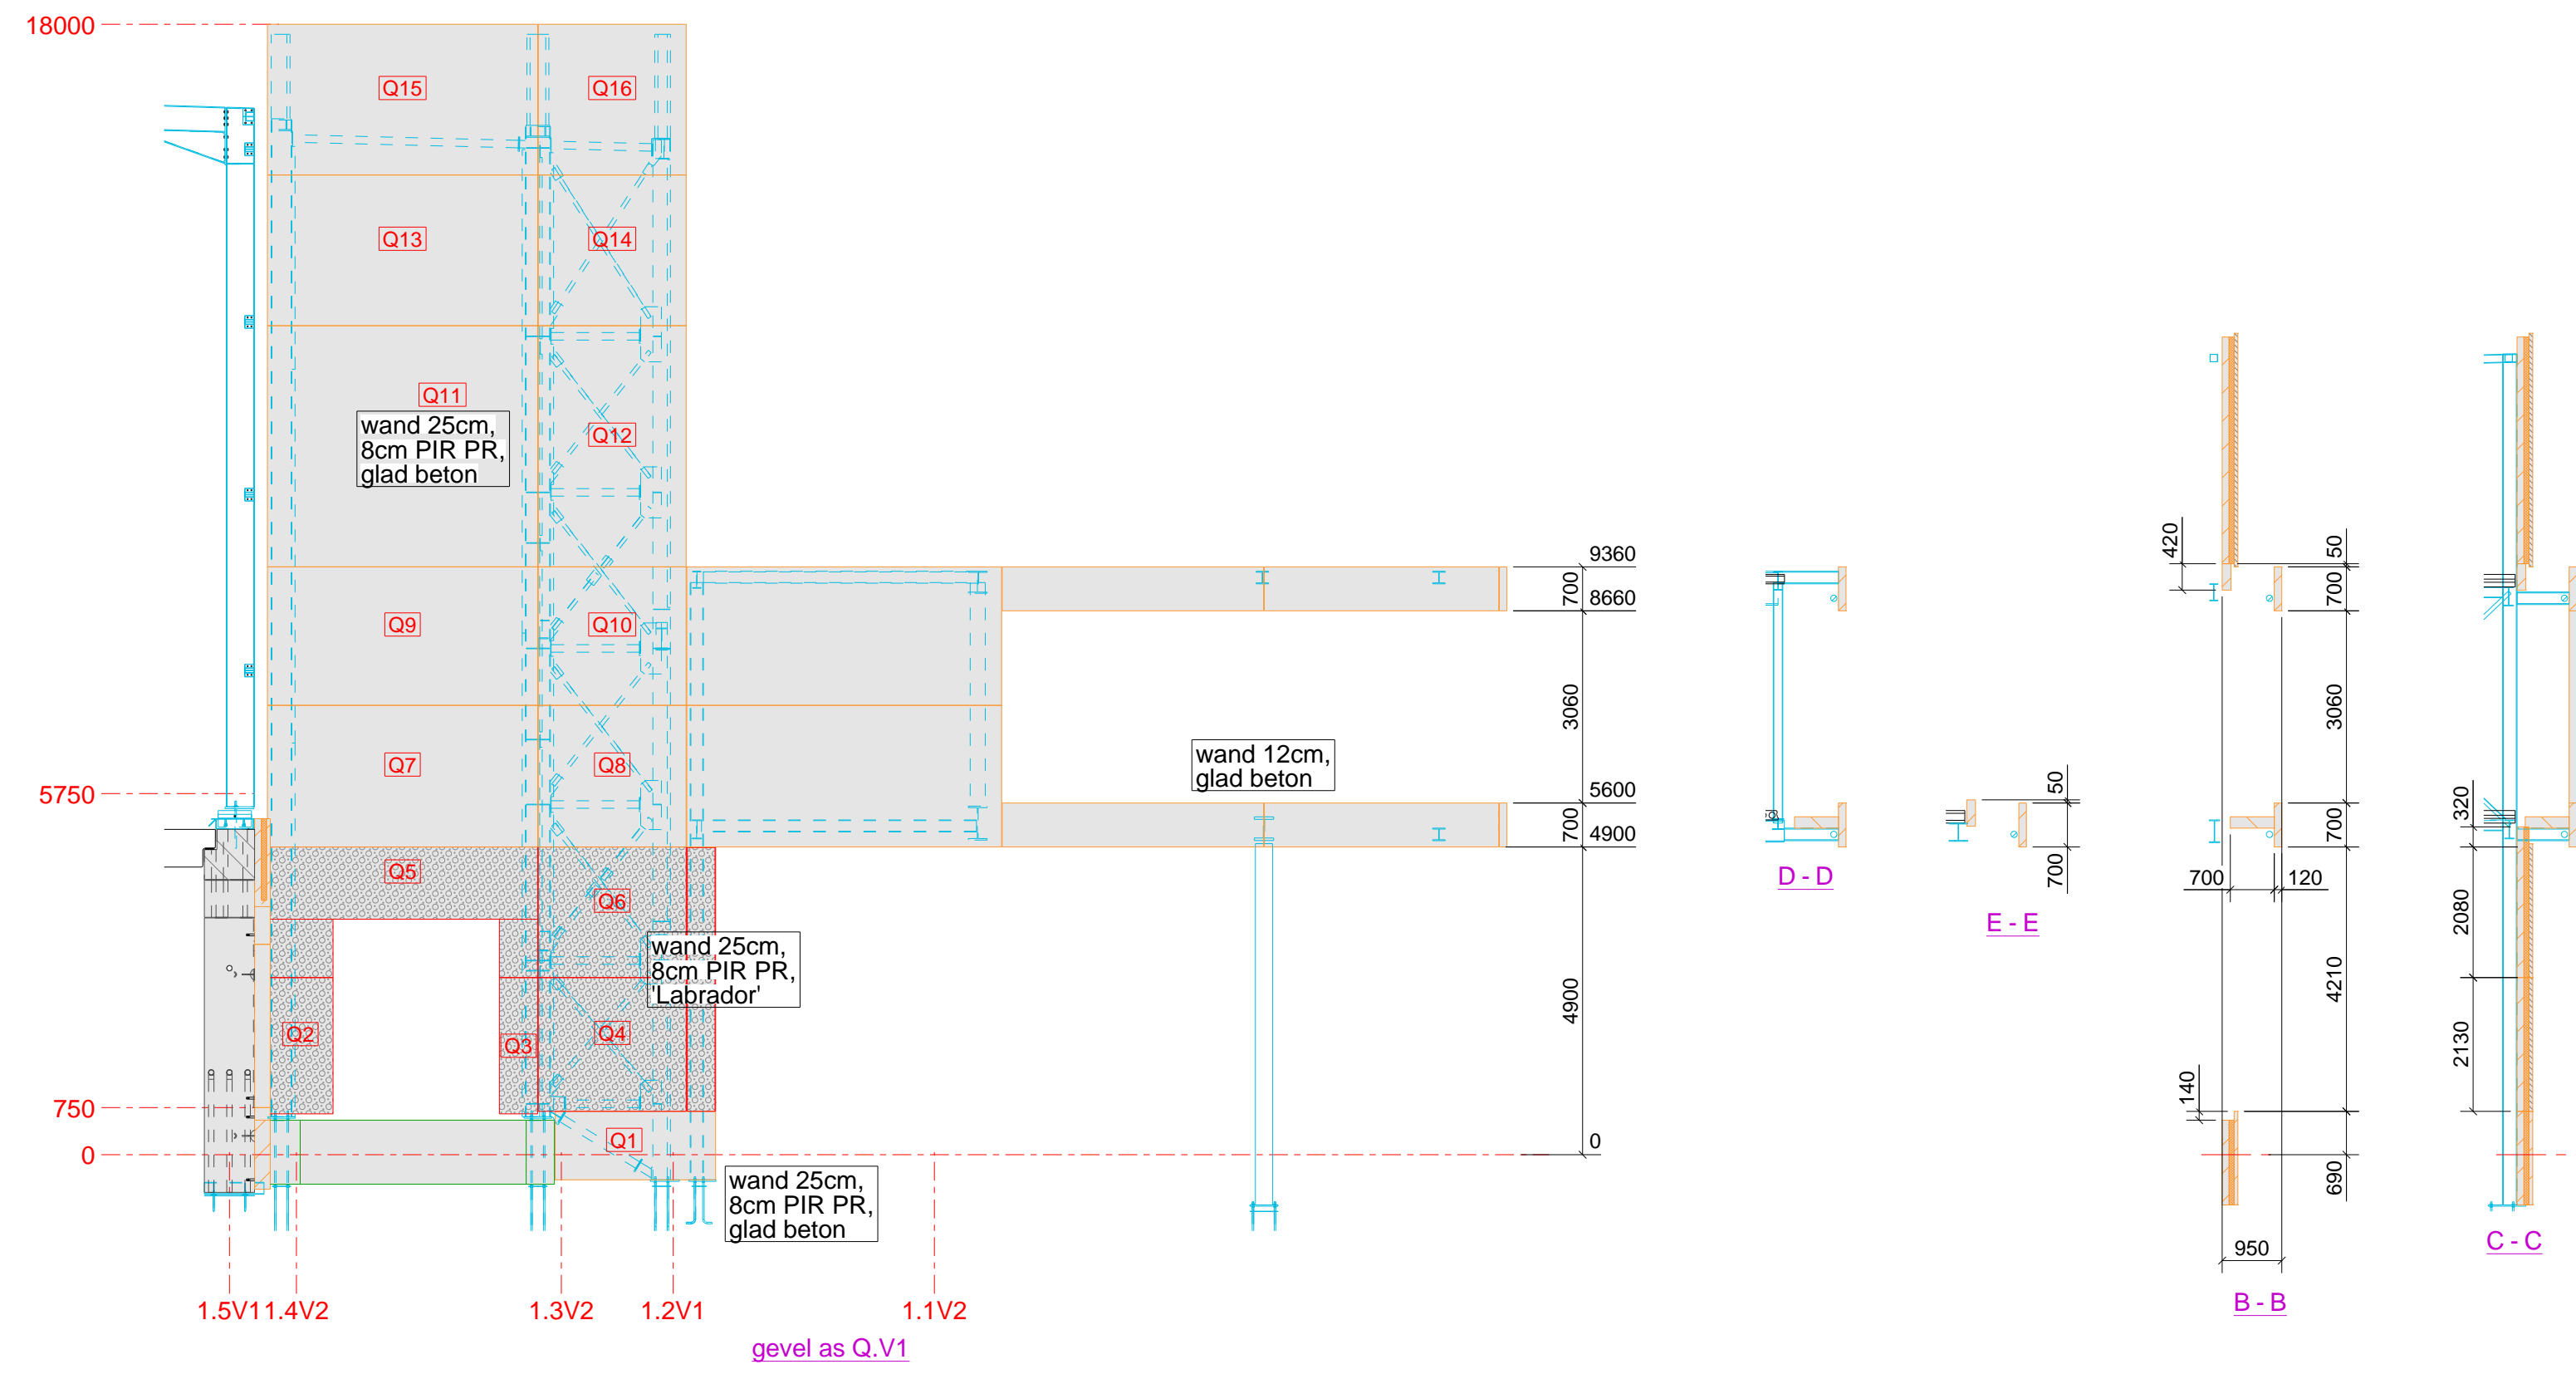 18000
Q15
Q16
Q13
Q14
Q11
wand 25cm,
8cm PIR PR,
glad beton
Q12
Q9
Q10
Q7
Q8
5750
Q5
Q6
wand 25cm,
8cm PIR PR,
'Labrador'
Q2
Q3
Q4
750
0
Q1
wand 25cm,
8cm PIR PR,
glad beton
wand 12cm,
glad beton
9360
700
8660
3060
5600
700
4900
4900
0
1.5V1
1.4V2
1.3V2
1.2V1
1.1V2
gevel as Q.V1
D - D
50
700
E - E
420
50
700
3060
700
700
120
4210
140
690
950
B - B
320
2080
2130
C - C